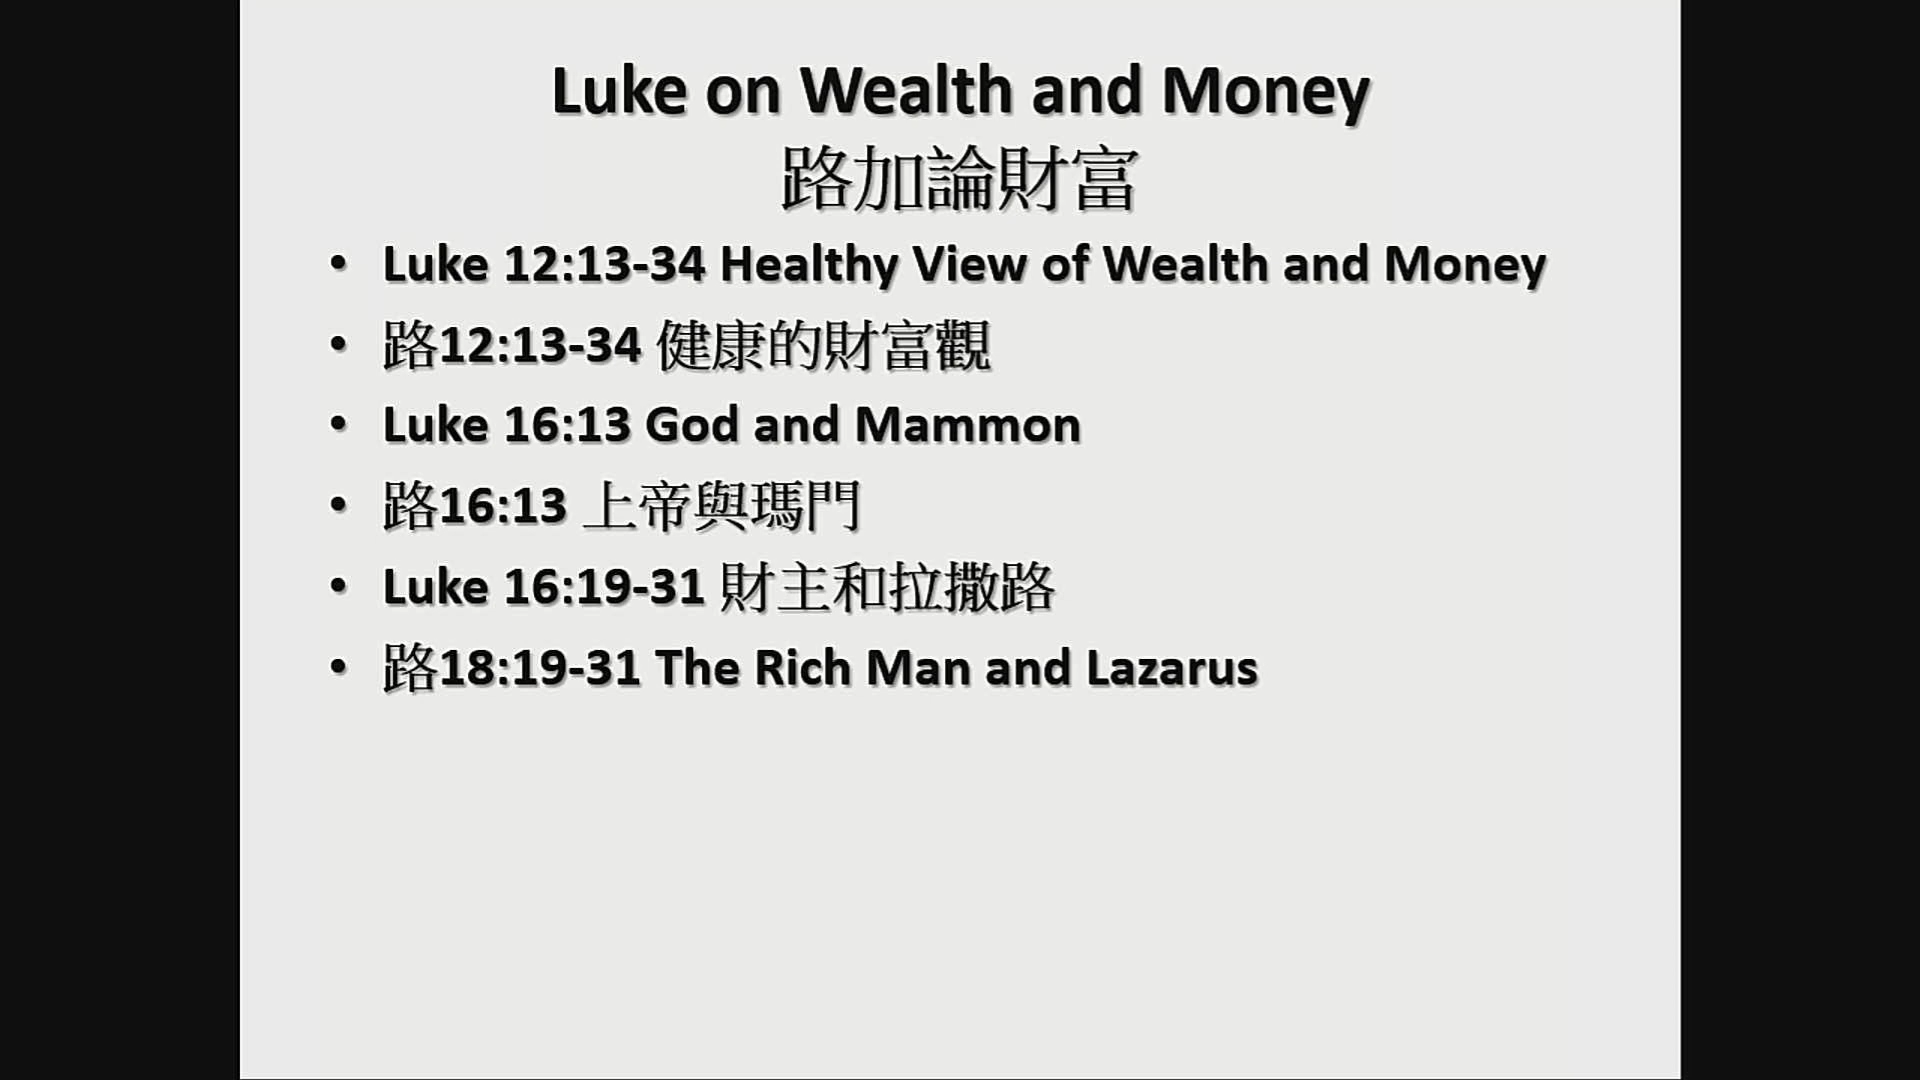 Luke on Wealth and Money
路加論財富
• Luke 12:13-34 Healthy View of Wealth and Money
• 路12:13-34 健康的財富觀
• Luke 16:13 God and Mammon
• 路16:13 上帝與瑪門
• Luke 16:19-31 財主和拉撒路
• 路18:19-31 The Rich Man and Lazarus